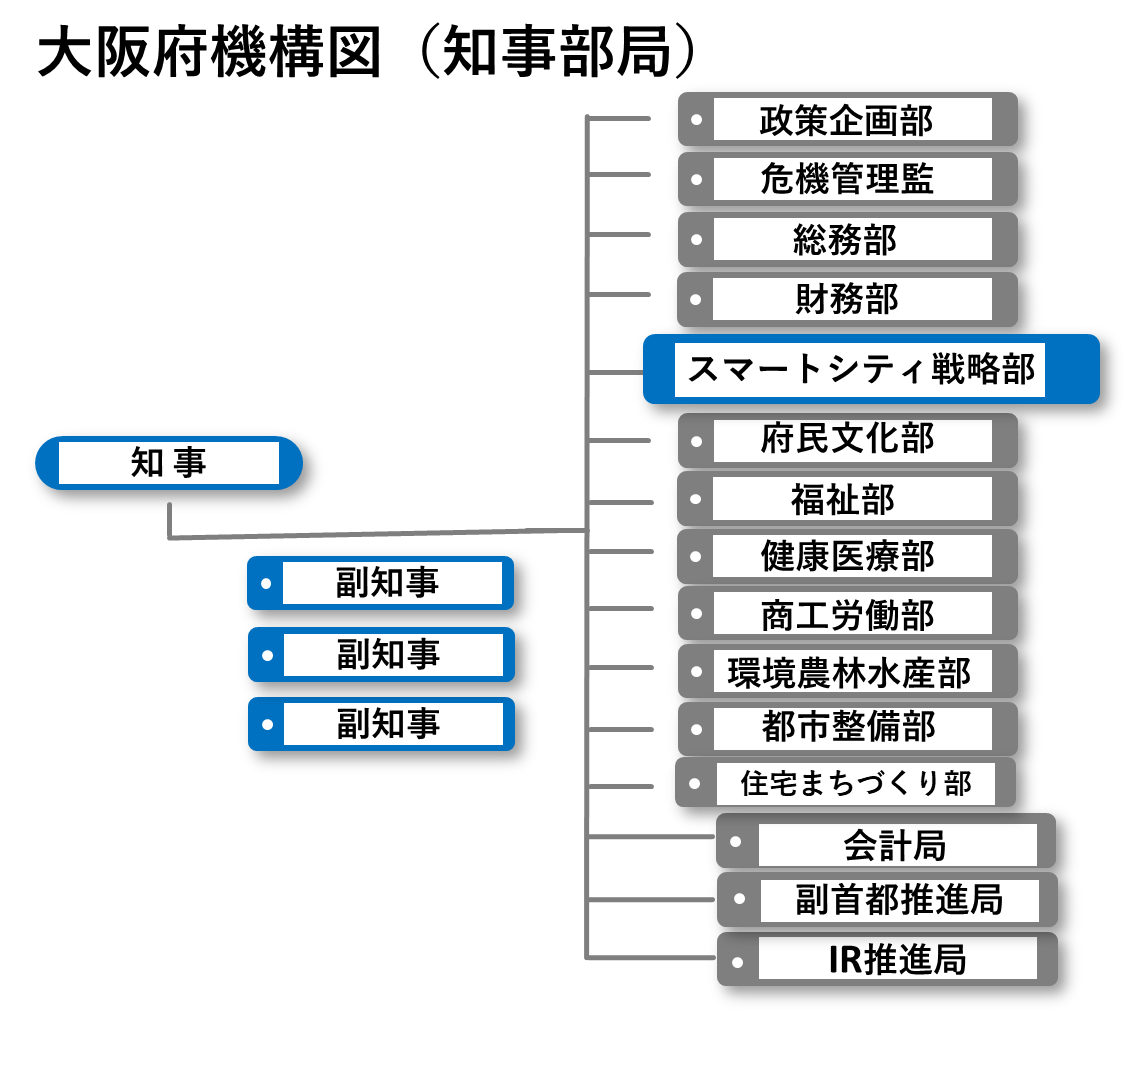 大阪府機構図（知事部局）
政策企画部
危機管理監
総務部
財務部
スマートシティ戦略部
府民文化部
知 事
福祉部
健康医療部
副知事
商工労働部
副知事
環境農林水産部
副知事
都市整備部
住宅まちづくり部
会計局
副首都推進局
IR推進局